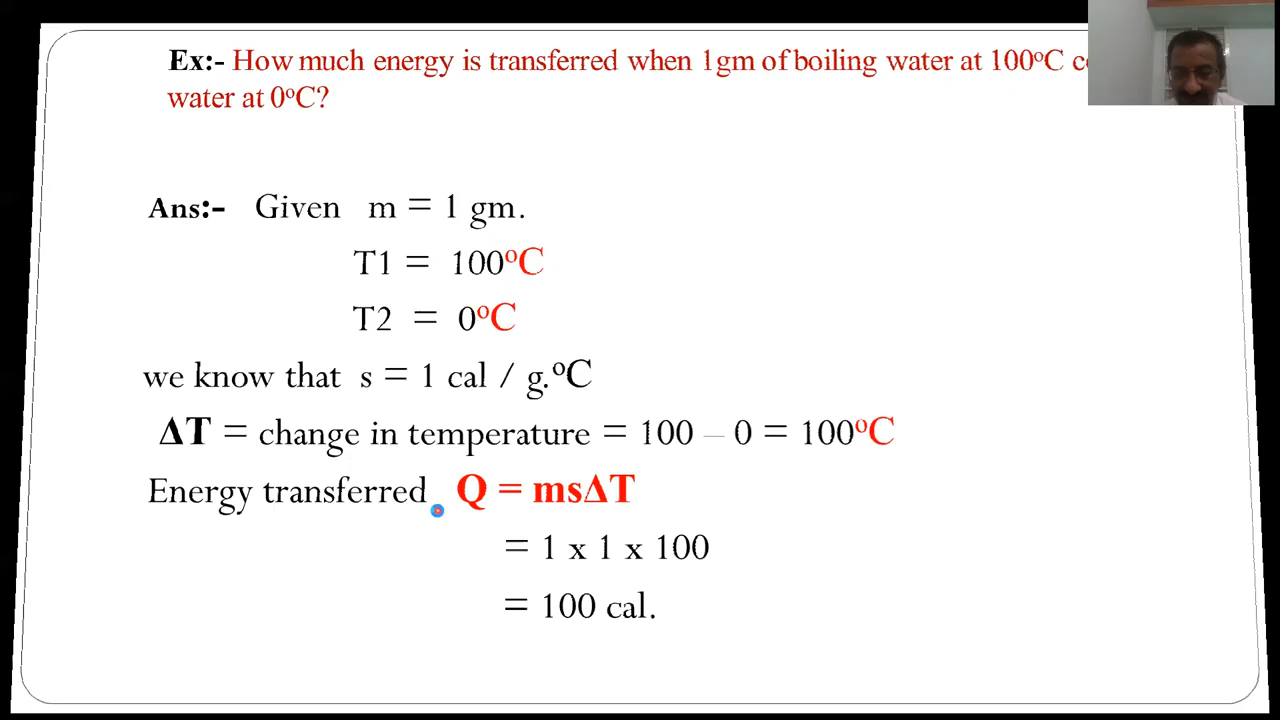 Ex:- How much energy is transferred when 1gm of boiling water at 100ºC
water at 0ºC?
Ans:- Given m = 1 gm.
T1 = 100ºC
T2 = 0ºC
we know that s = 1 cal / g.ºC
ΔT = change in temperature = 100 – 0 = 100ºC
Energy transferred Q = msΔT
= 1 x 1 x 100
= 100 cal.